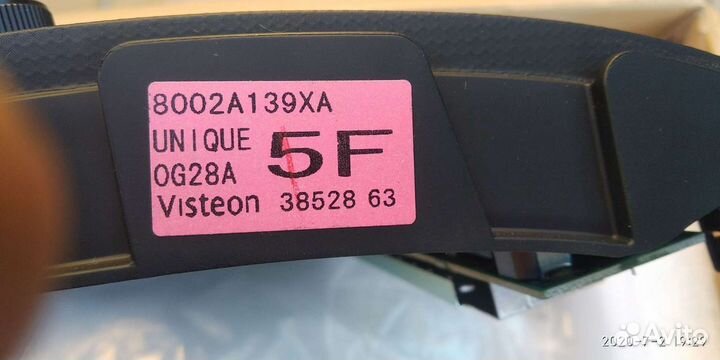 8002A139XA
UNIQUE 5F
0G28A
Visteon 38528 63
Avito
2020-7-2 19:29